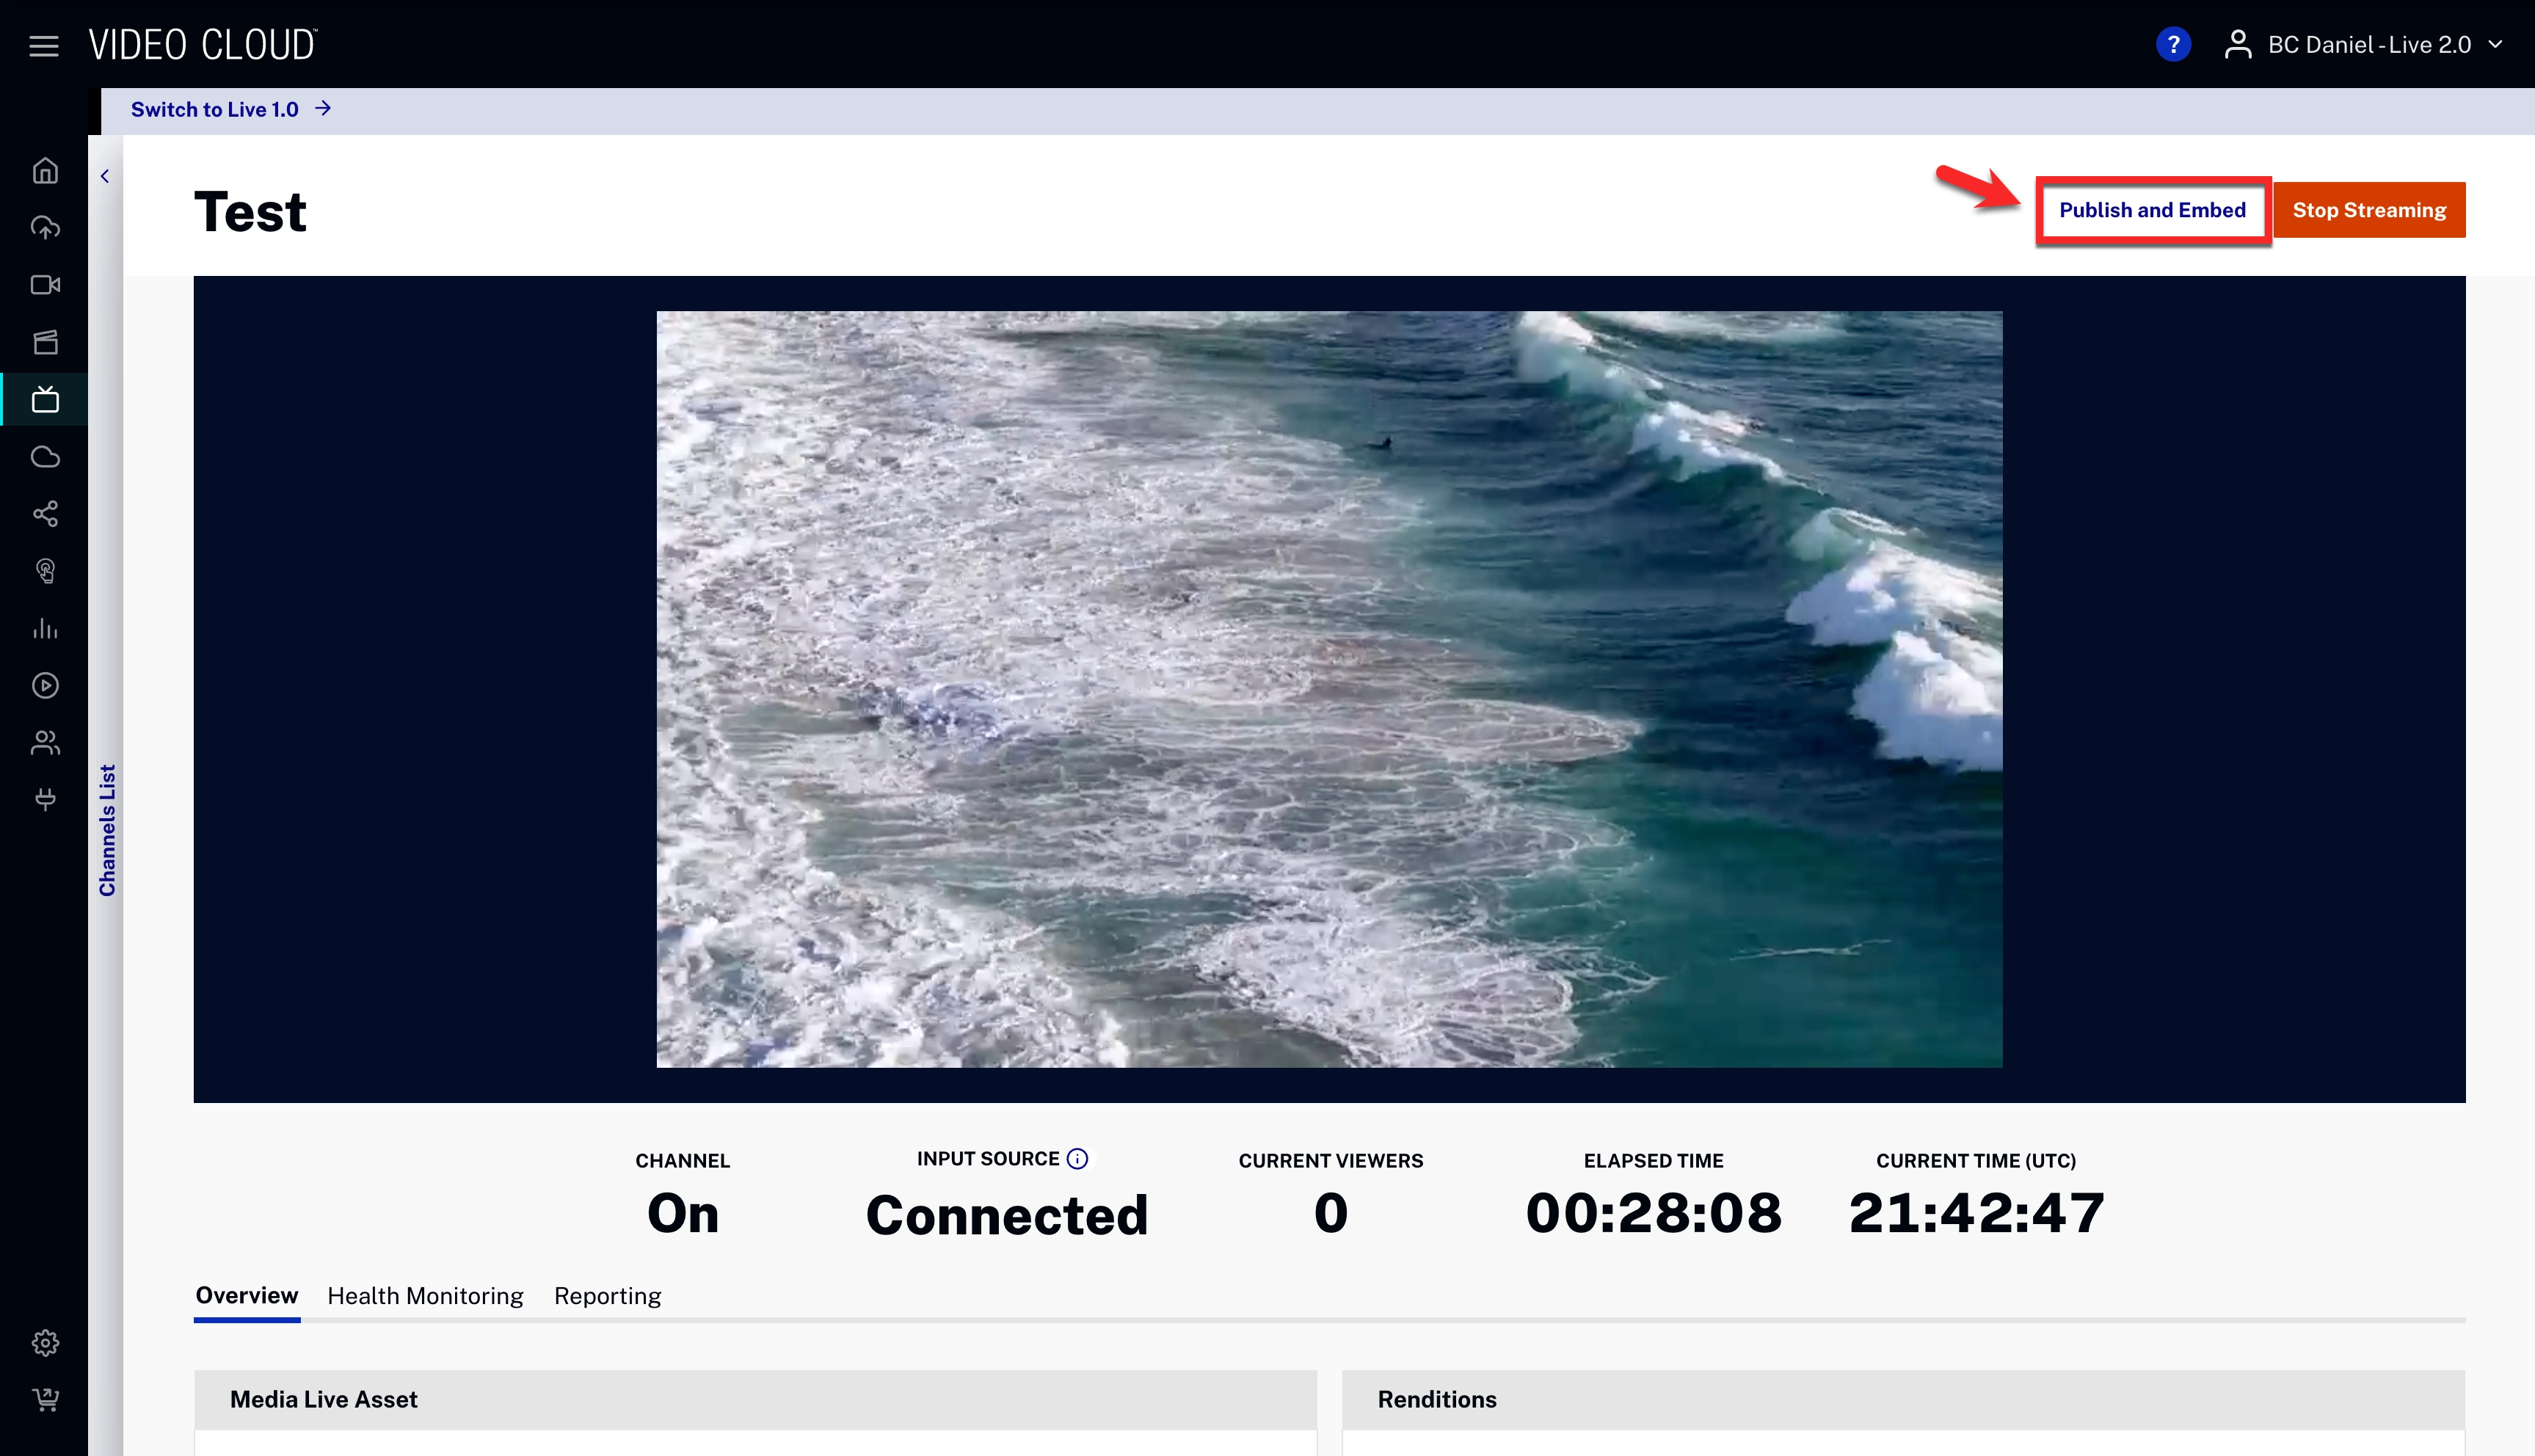 VIDEO CLOUD™
?
BC Daniel - Live 2.0
Switch to Live 1.0 →
Test
Publish and Embed
Stop Streaming
Channels List
CHANNEL
On
INPUT SOURCE
Connected
CURRENT VIEWERS
0
ELAPSED TIME
00:28:08
CURRENT TIME (UTC)
21:42:47
Overview
Health Monitoring
Reporting
Media Live Asset
Renditions